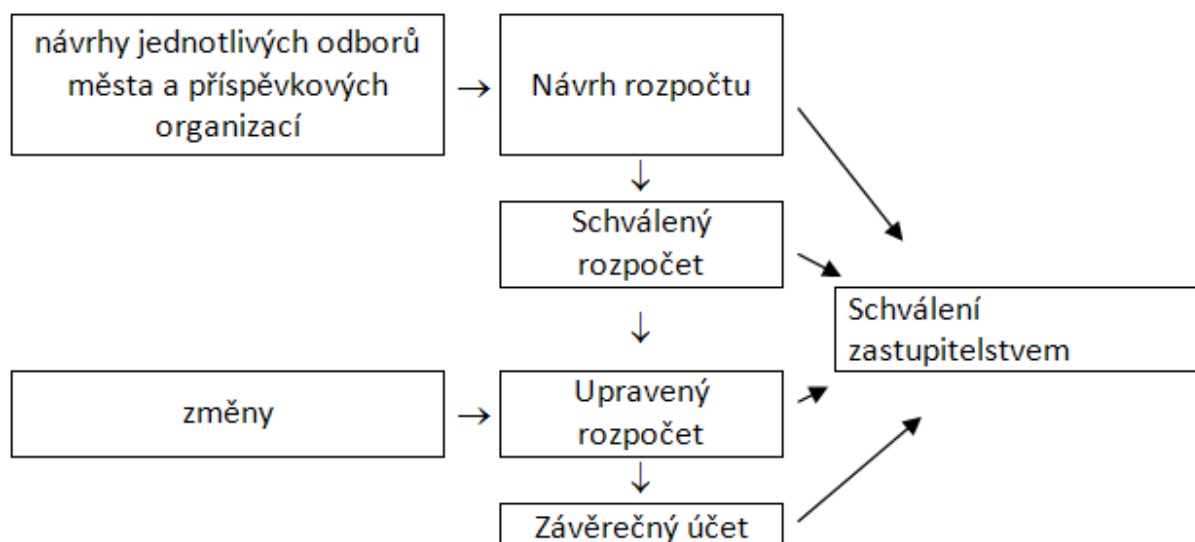 návrhy jednotlivých odborů
města a příspěvkových
organizací
→
Návrh rozpočtu
↓
Schválený
rozpočet
↓
Schválení
zastupitelstvem
změny
→
Upravený
rozpočet
↓
Závěrečný účet